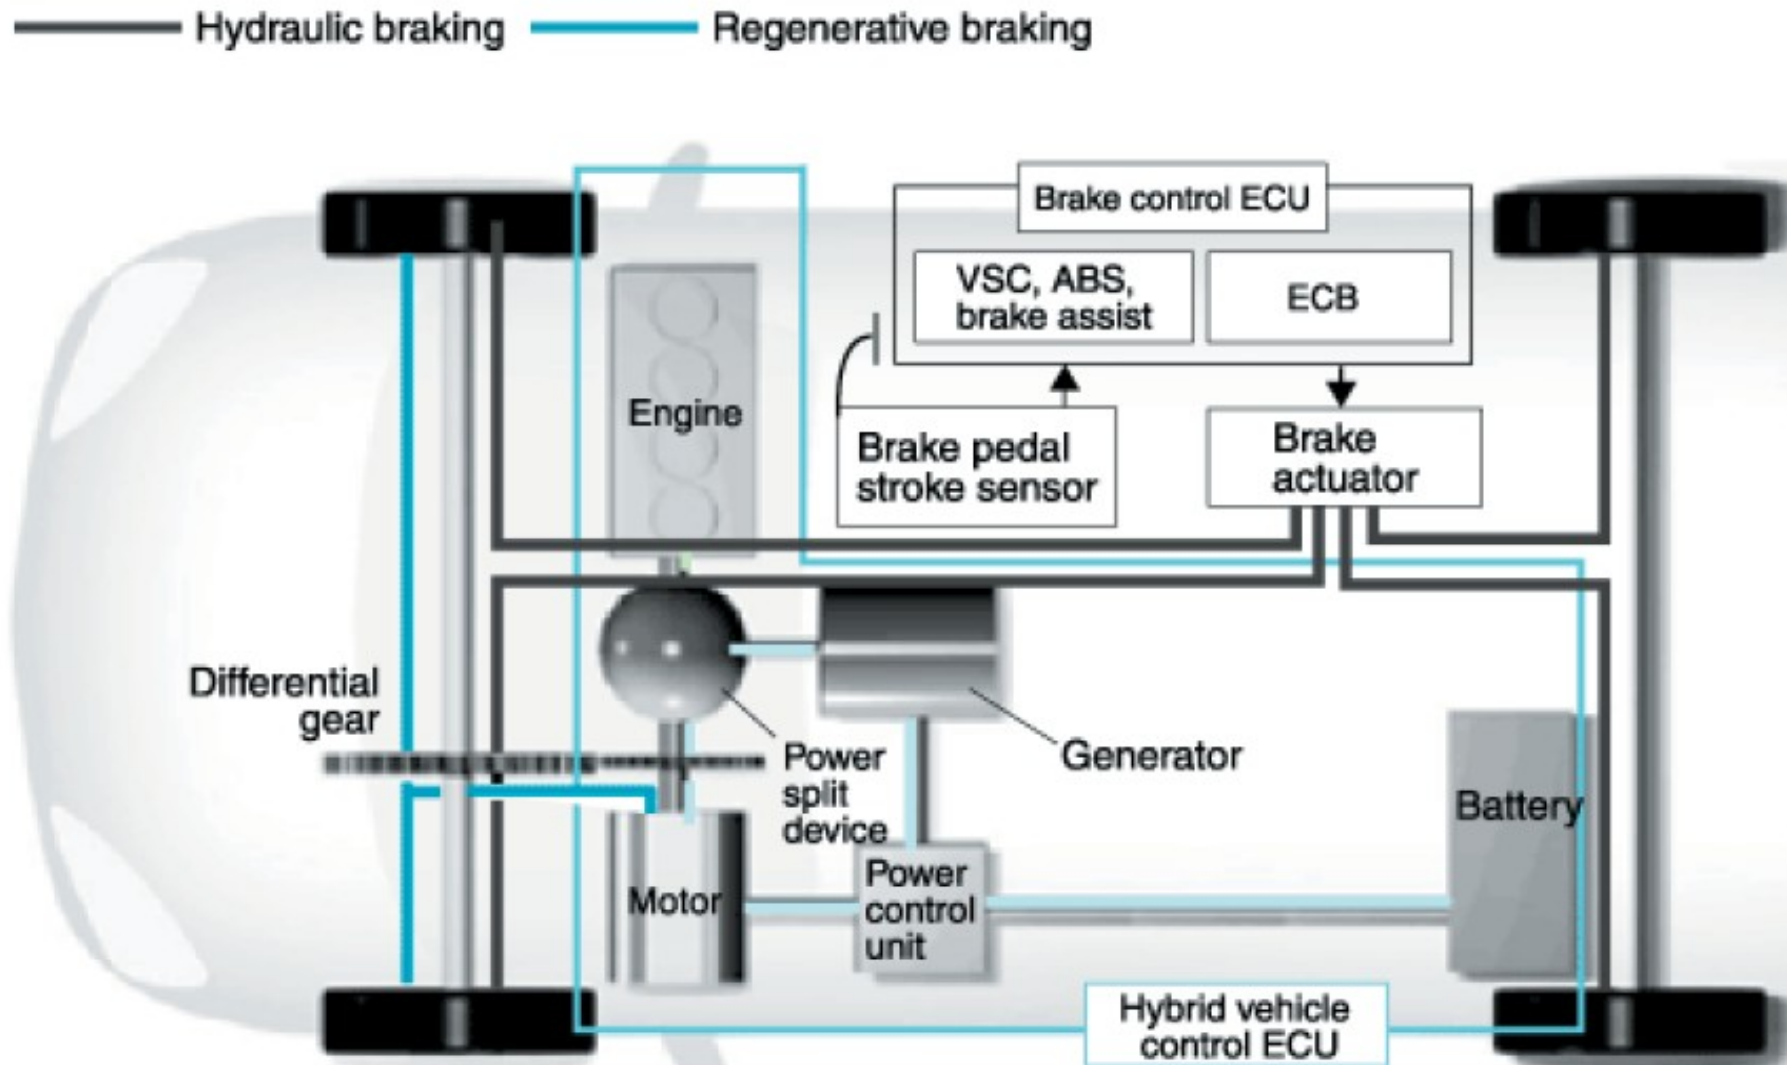 Hydraulic braking
Regenerative braking
Brake control ECU
VSC, ABS,
brake assist
ECB
Engine
Brake pedal
stroke sensor
Brake
actuator
Differential
gear
Power
split
device
Generator
Battery
Motor
Power
control
unit
Hybrid vehicle
control ECU